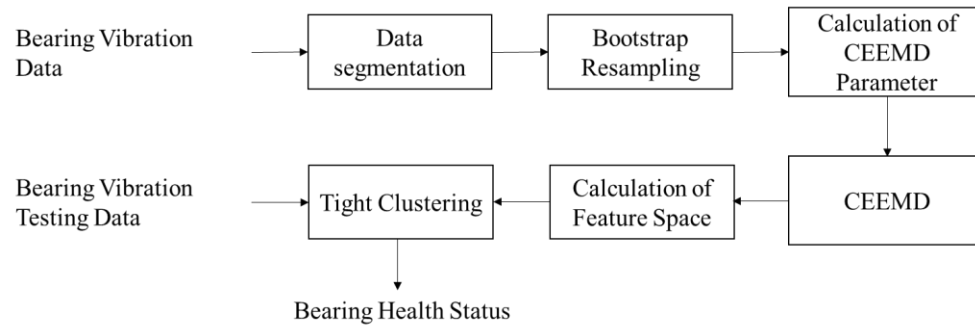 Bearing Vibration
Data
Data
segmentation
Bootstrap
Resampling
Calculation of
CEEMD
Parameter
Bearing Vibration
Testing Data
Tight Clustering
Calculation of
Feature Space
CEEMD
Bearing Health Status